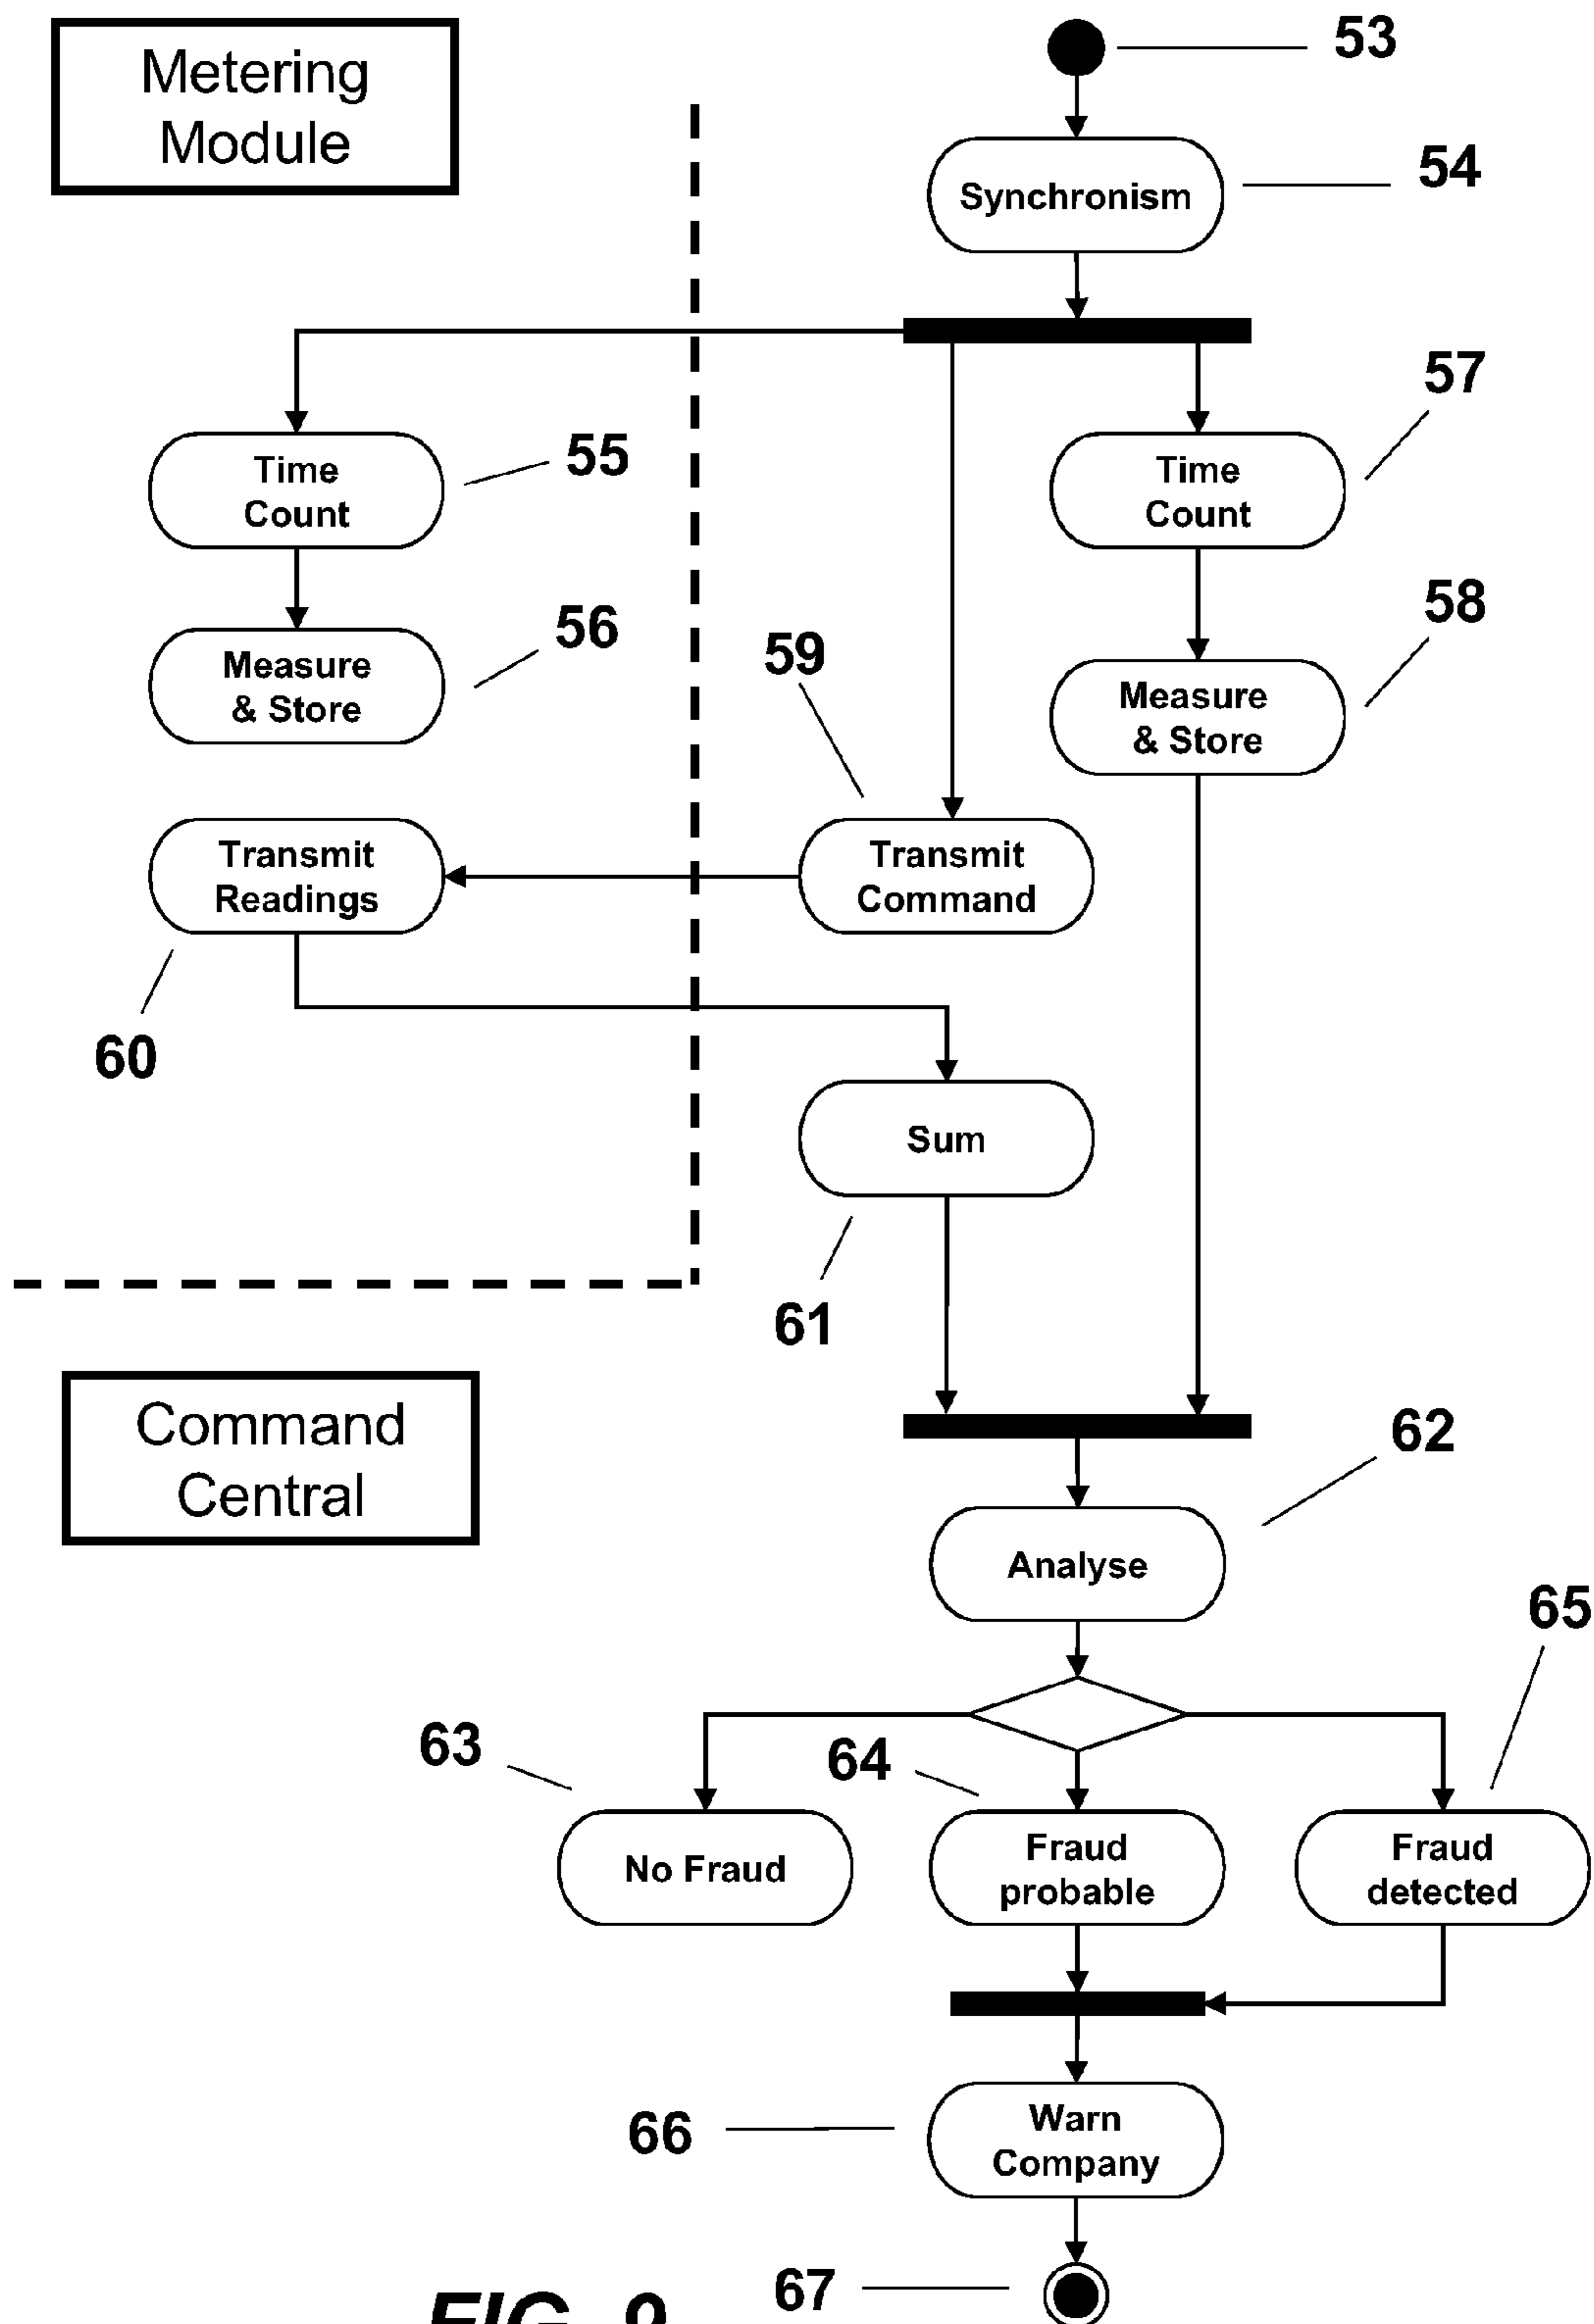 Metering
Module
53
Synchronism
54
57
Time
Count
55
Time
Count
58
Measure
& Store
56
59
Measure
& Store
Transmit
Readings
Transmit
Command
60
Sum
61
Command
Central
62
Analyse
65
63
64
No Fraud
Fraud
probable
Fraud
detected
66
Warn
Company
67